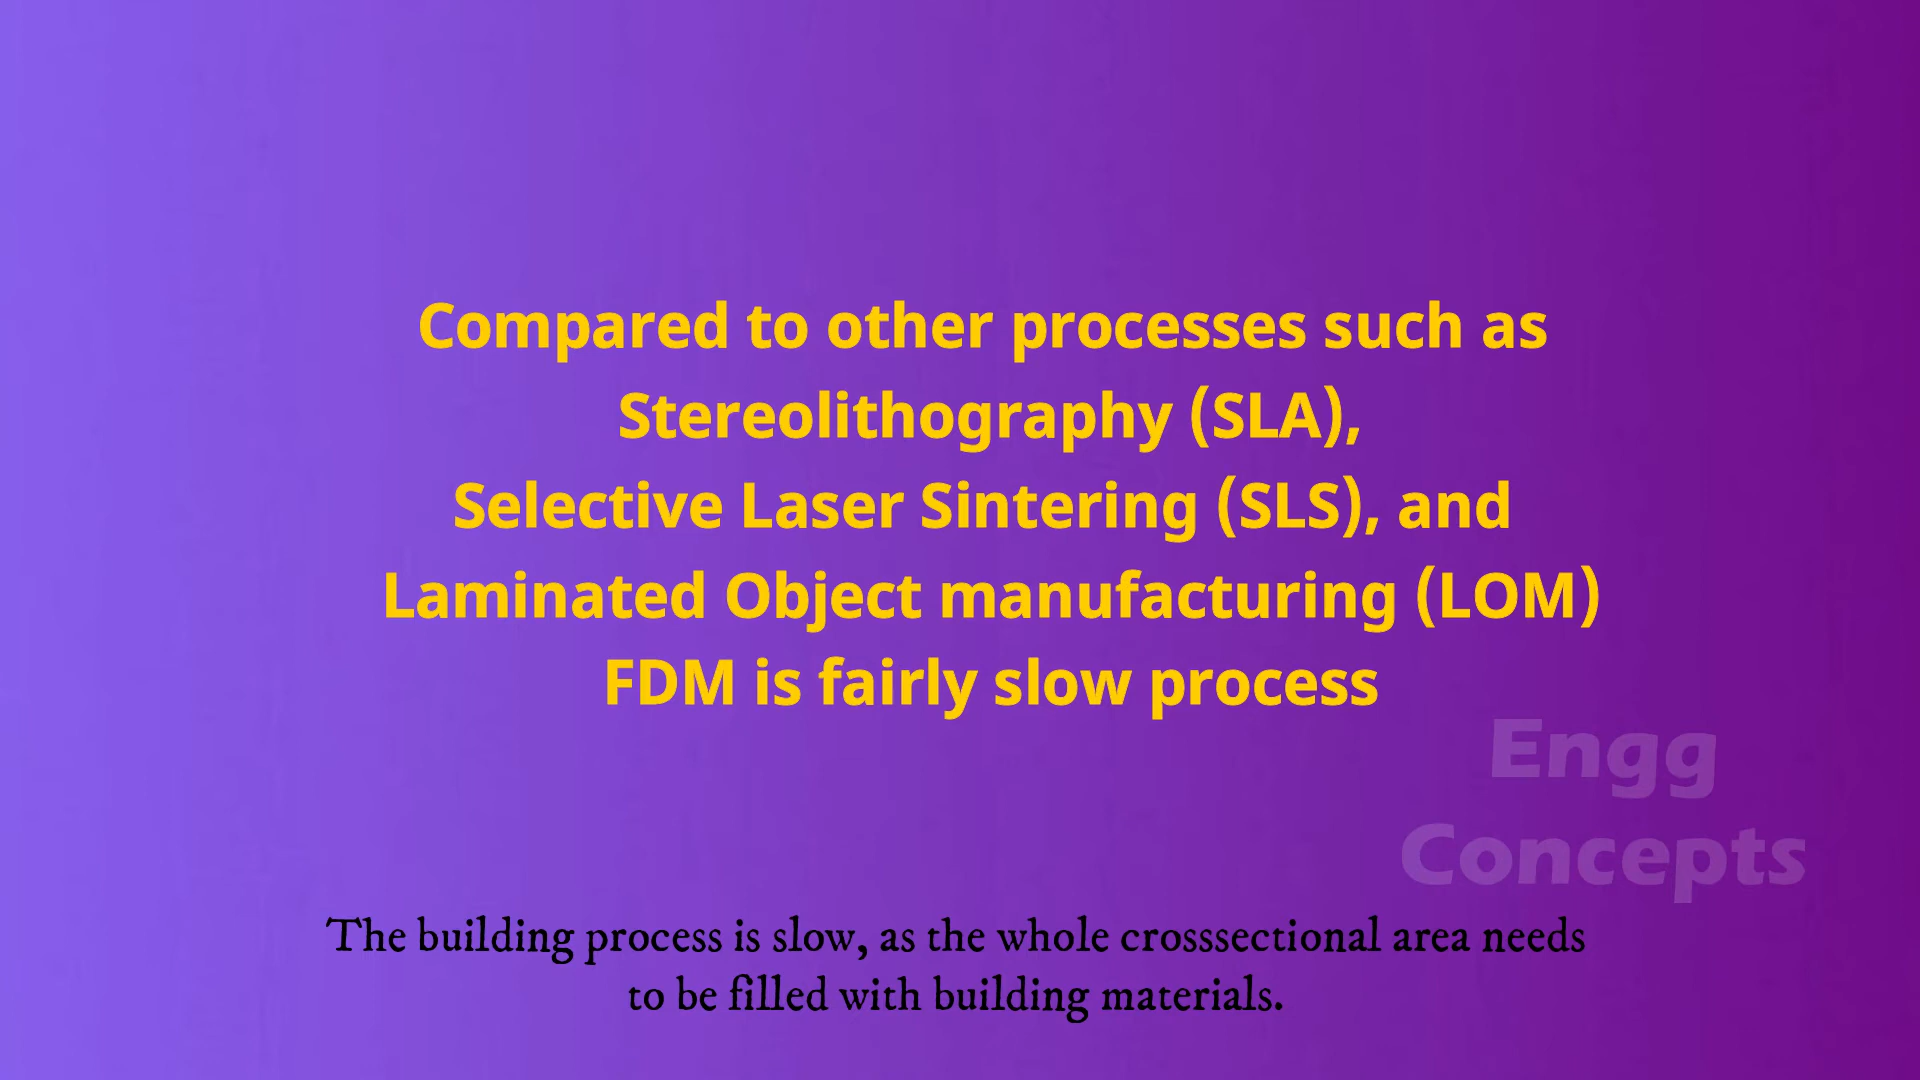 Compared to other processes such as
Stereolithography (SLA),
Selective Laser Sintering (SLS), and
Laminated Object manufacturing (LOM)
FDM is fairly slow process
Engg
Concepts
The building process is slow, as the whole crosssectional area needs
to be filled with building materials.